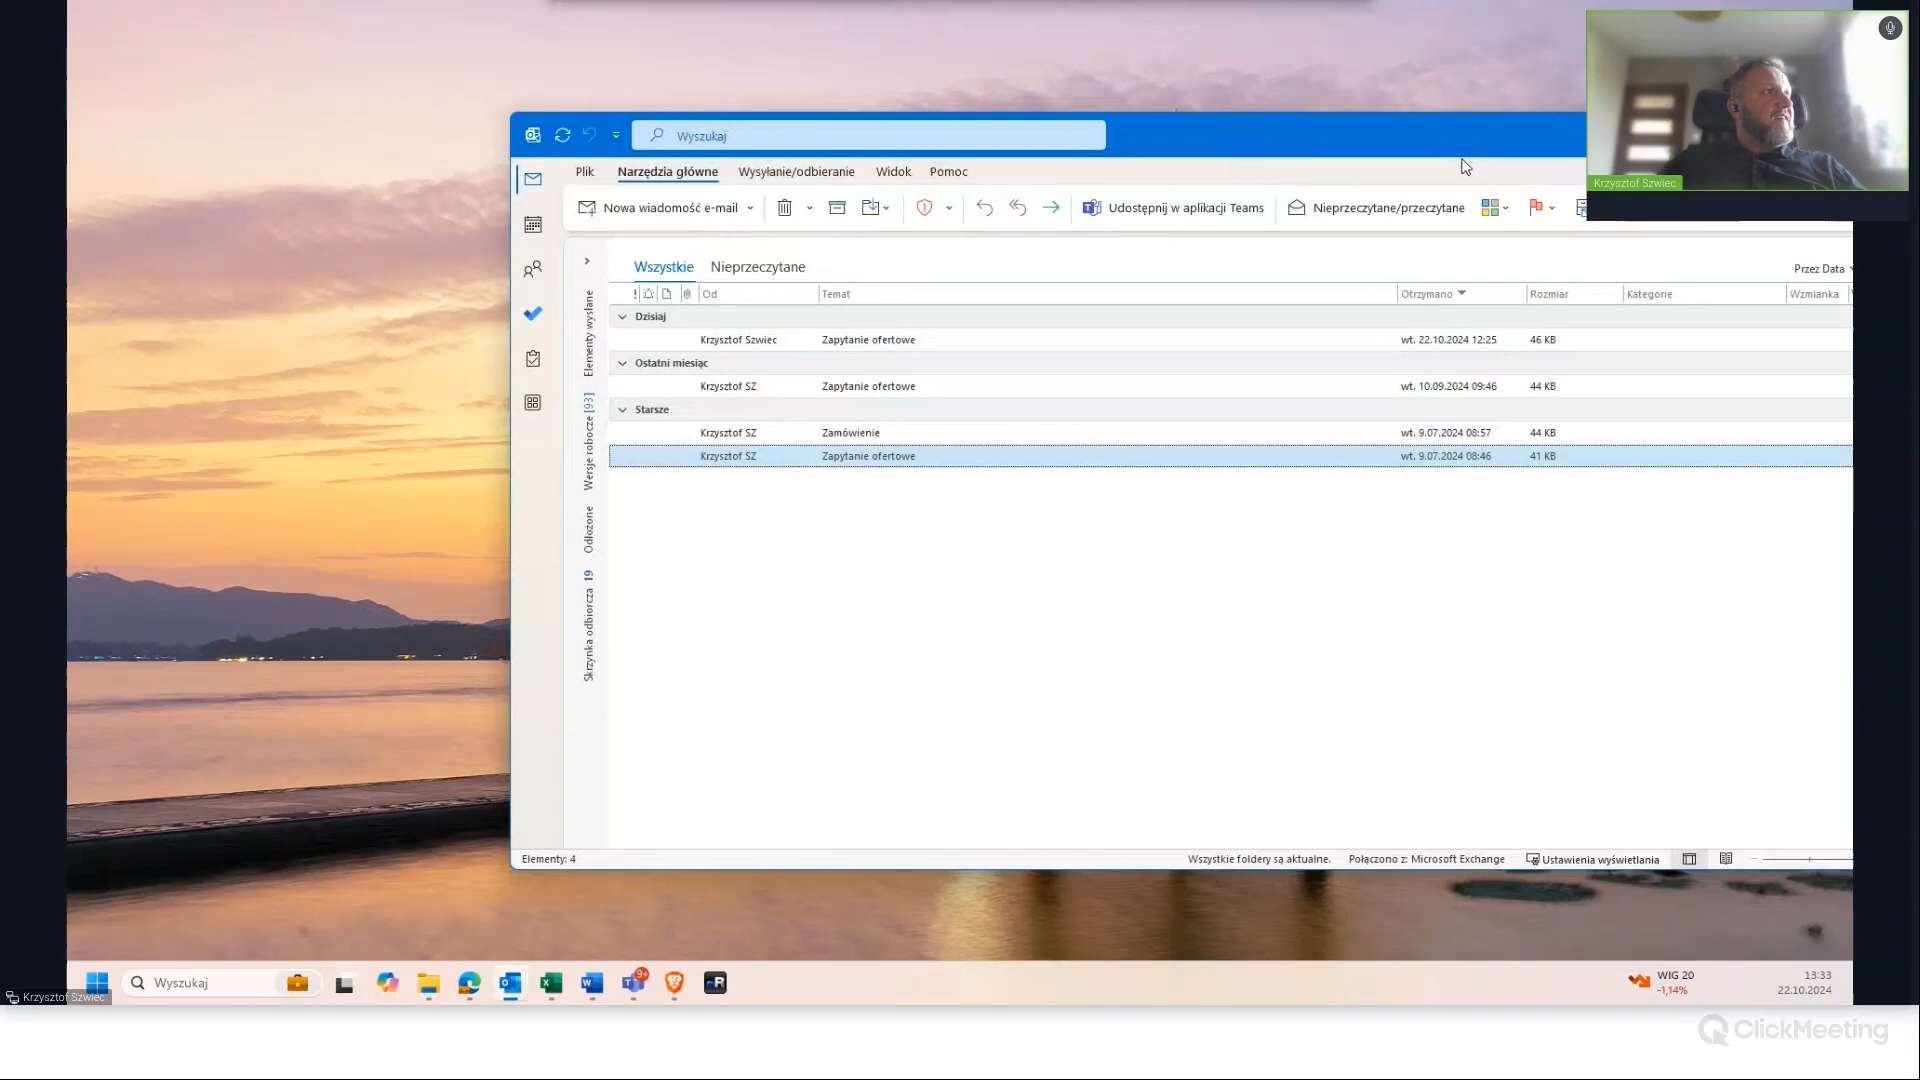 Wyszukaj
Krzysztof Szwiec
Plik Narzędzia główne Wysyłanie/odbieranie Widok Pomoc
Nowa wiadomość e-mail Udostępnij w aplikacji Teams Nieprzeczytane/przeczytane
Wszystkie Nieprzeczytane
Przez Data
! Od Temat Otrzymano Rozmiar Kategorie Wzmianka
Dzisiaj
Krzysztof Szwiec Zapytanie ofertowe wt. 22.10.2024 12:25 46 KB
Ostatni miesiąc
Krzysztof SZ Zapytanie ofertowe wt. 10.09.2024 09:46 44 KB
Starsze
Krzysztof SZ Zamówienie wt. 9.07.2024 08:57 44 KB
Krzysztof SZ Zapytanie ofertowe wt. 9.07.2024 08:46 41 KB
Elementy wysłane
Wersje robocze [93]
Odłożone
Skrzynka odbiorcza 19
Elementy: 4 Wszystkie foldery są aktualne. Połączono z: Microsoft Exchange Ustawienia wyświetlania
Wyszukaj
9+
WIG 20
-1,14%
13:33
22.10.2024
Krzysztof Szwiec
ClickMeeting